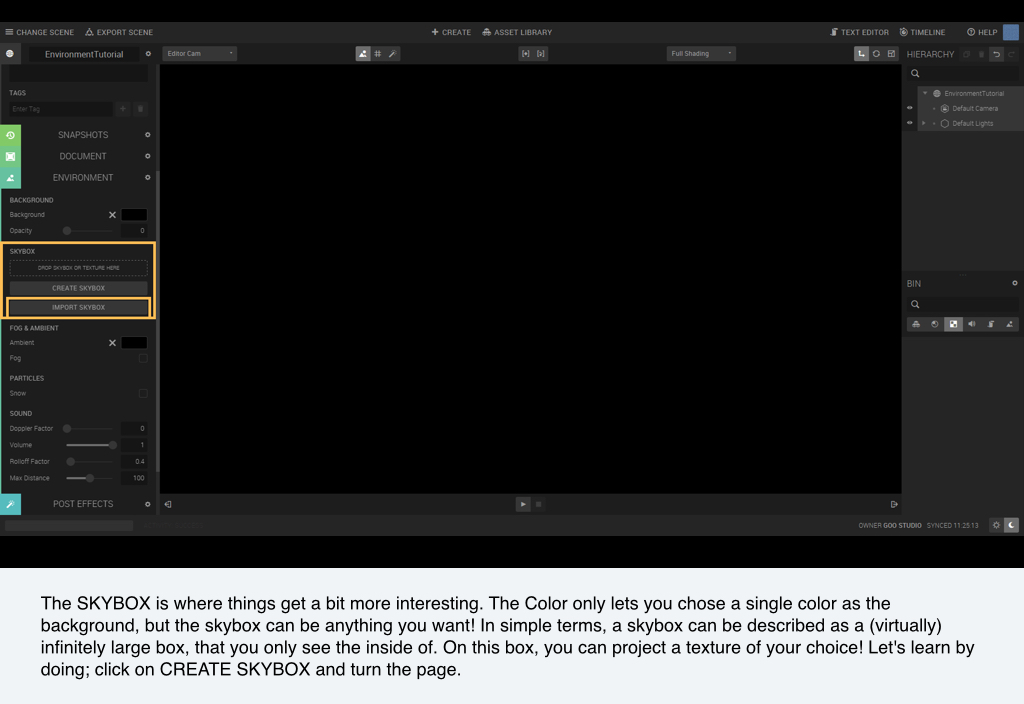 CHANGE SCENE EXPORT SCENE CREATE ASSET LIBRARY TEXT EDITOR TIMELINE HELP
EnvironmentTutorial Editor Cam Full Shading HIERARCHY
TAGS
Enter Tag
SNAPSHOTS
DOCUMENT
ENVIRONMENT
BACKGROUND
Background
Opacity 0
SKYBOX
DROP SKYBOX OR TEXTURE HERE
CREATE SKYBOX
IMPORT SKYBOX
FOG & AMBIENT
Ambient
Fog
PARTICLES
Snow
SOUND
Doppler Factor 0
Volume 1
Rolloff Factor 0.4
Max Distance 100
POST EFFECTS
EnvironmentTutorial
Default Camera
Default Lights
BIN
OWNER GOO STUDIO SYNCED 11:25:13
The SKYBOX is where things get a bit more interesting. The Color only lets you chose a single color as the
background, but the skybox can be anything you want! In simple terms, a skybox can be described as a (virtually)
infinitely large box, that you only see the inside of. On this box, you can project a texture of your choice! Let's learn by
doing; click on CREATE SKYBOX and turn the page.